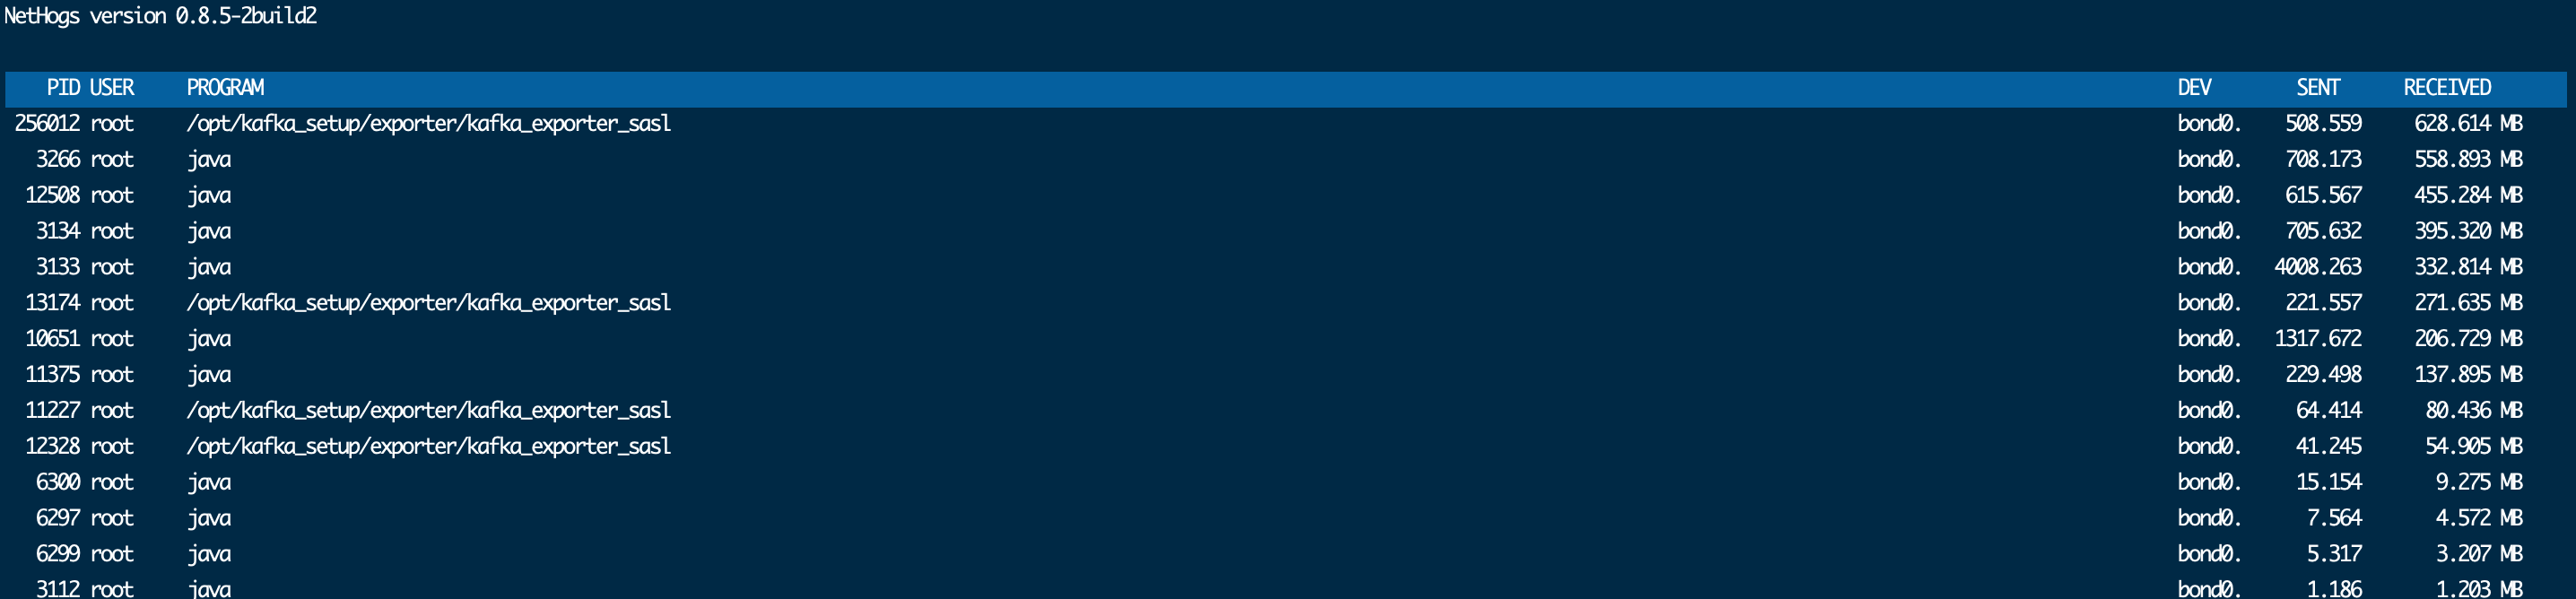 NetHogs version 0.8.5-2build2
PID USER PROGRAM DEV SENT RECEIVED
256012 root /opt/kafka_setup/exporter/kafka_exporter_sasl bond0. 508.559 628.614 MB
3266 root java bond0. 708.173 558.893 MB
12508 root java bond0. 615.567 455.284 MB
3134 root java bond0. 705.632 395.320 MB
3133 root java bond0. 4008.263 332.814 MB
13174 root /opt/kafka_setup/exporter/kafka_exporter_sasl bond0. 221.557 271.635 MB
10651 root java bond0. 1317.672 206.729 MB
11375 root java bond0. 229.498 137.895 MB
11227 root /opt/kafka_setup/exporter/kafka_exporter_sasl bond0. 64.414 80.436 MB
12328 root /opt/kafka_setup/exporter/kafka_exporter_sasl bond0. 41.245 54.905 MB
6300 root java bond0. 15.154 9.275 MB
6297 root java bond0. 7.564 4.572 MB
6299 root java bond0. 5.317 3.207 MB
3112 root java bond0. 1.186 1.203 MB